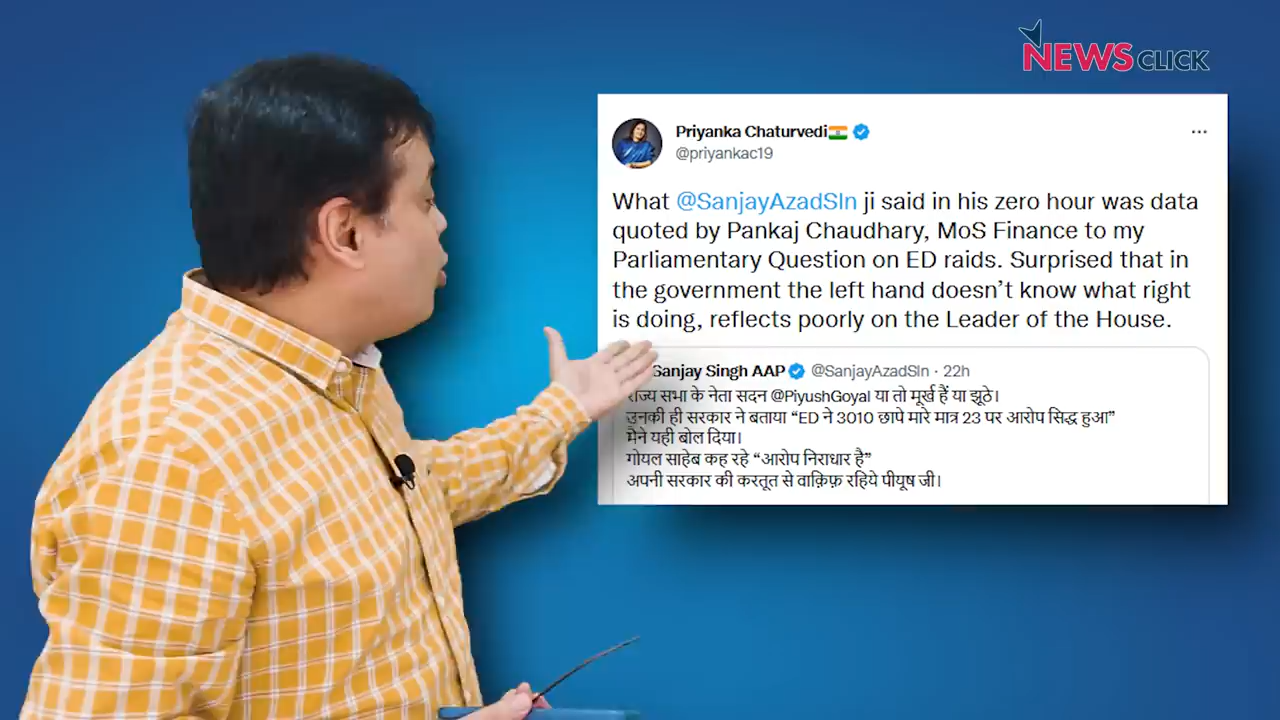 NEWSCLICK
Priyanka Chaturvedi🇮🇳
@priyankac19
What @SanjayAzadSln ji said in his zero hour was data
quoted by Pankaj Chaudhary, MoS Finance to my
Parliamentary Question on ED raids. Surprised that in
the government the left hand doesn’t know what right
is doing, reflects poorly on the Leader of the House.
Sanjay Singh AAP @SanjayAzadSln · 22h
राज्य सभा के नेता सदन @PiyushGoyal या तो मूर्ख हैं या झूठे।
उनकी ही सरकार ने बताया “ED ने 3010 छापे मारे मात्र 23 पर आरोप सिद्ध हुआ”
मैने यही बोल दिया।
गोयल साहेब कह रहे “आरोप निराधार है”
अपनी सरकार की करतूत से वाक़िफ़ रहिये पीयूष जी।